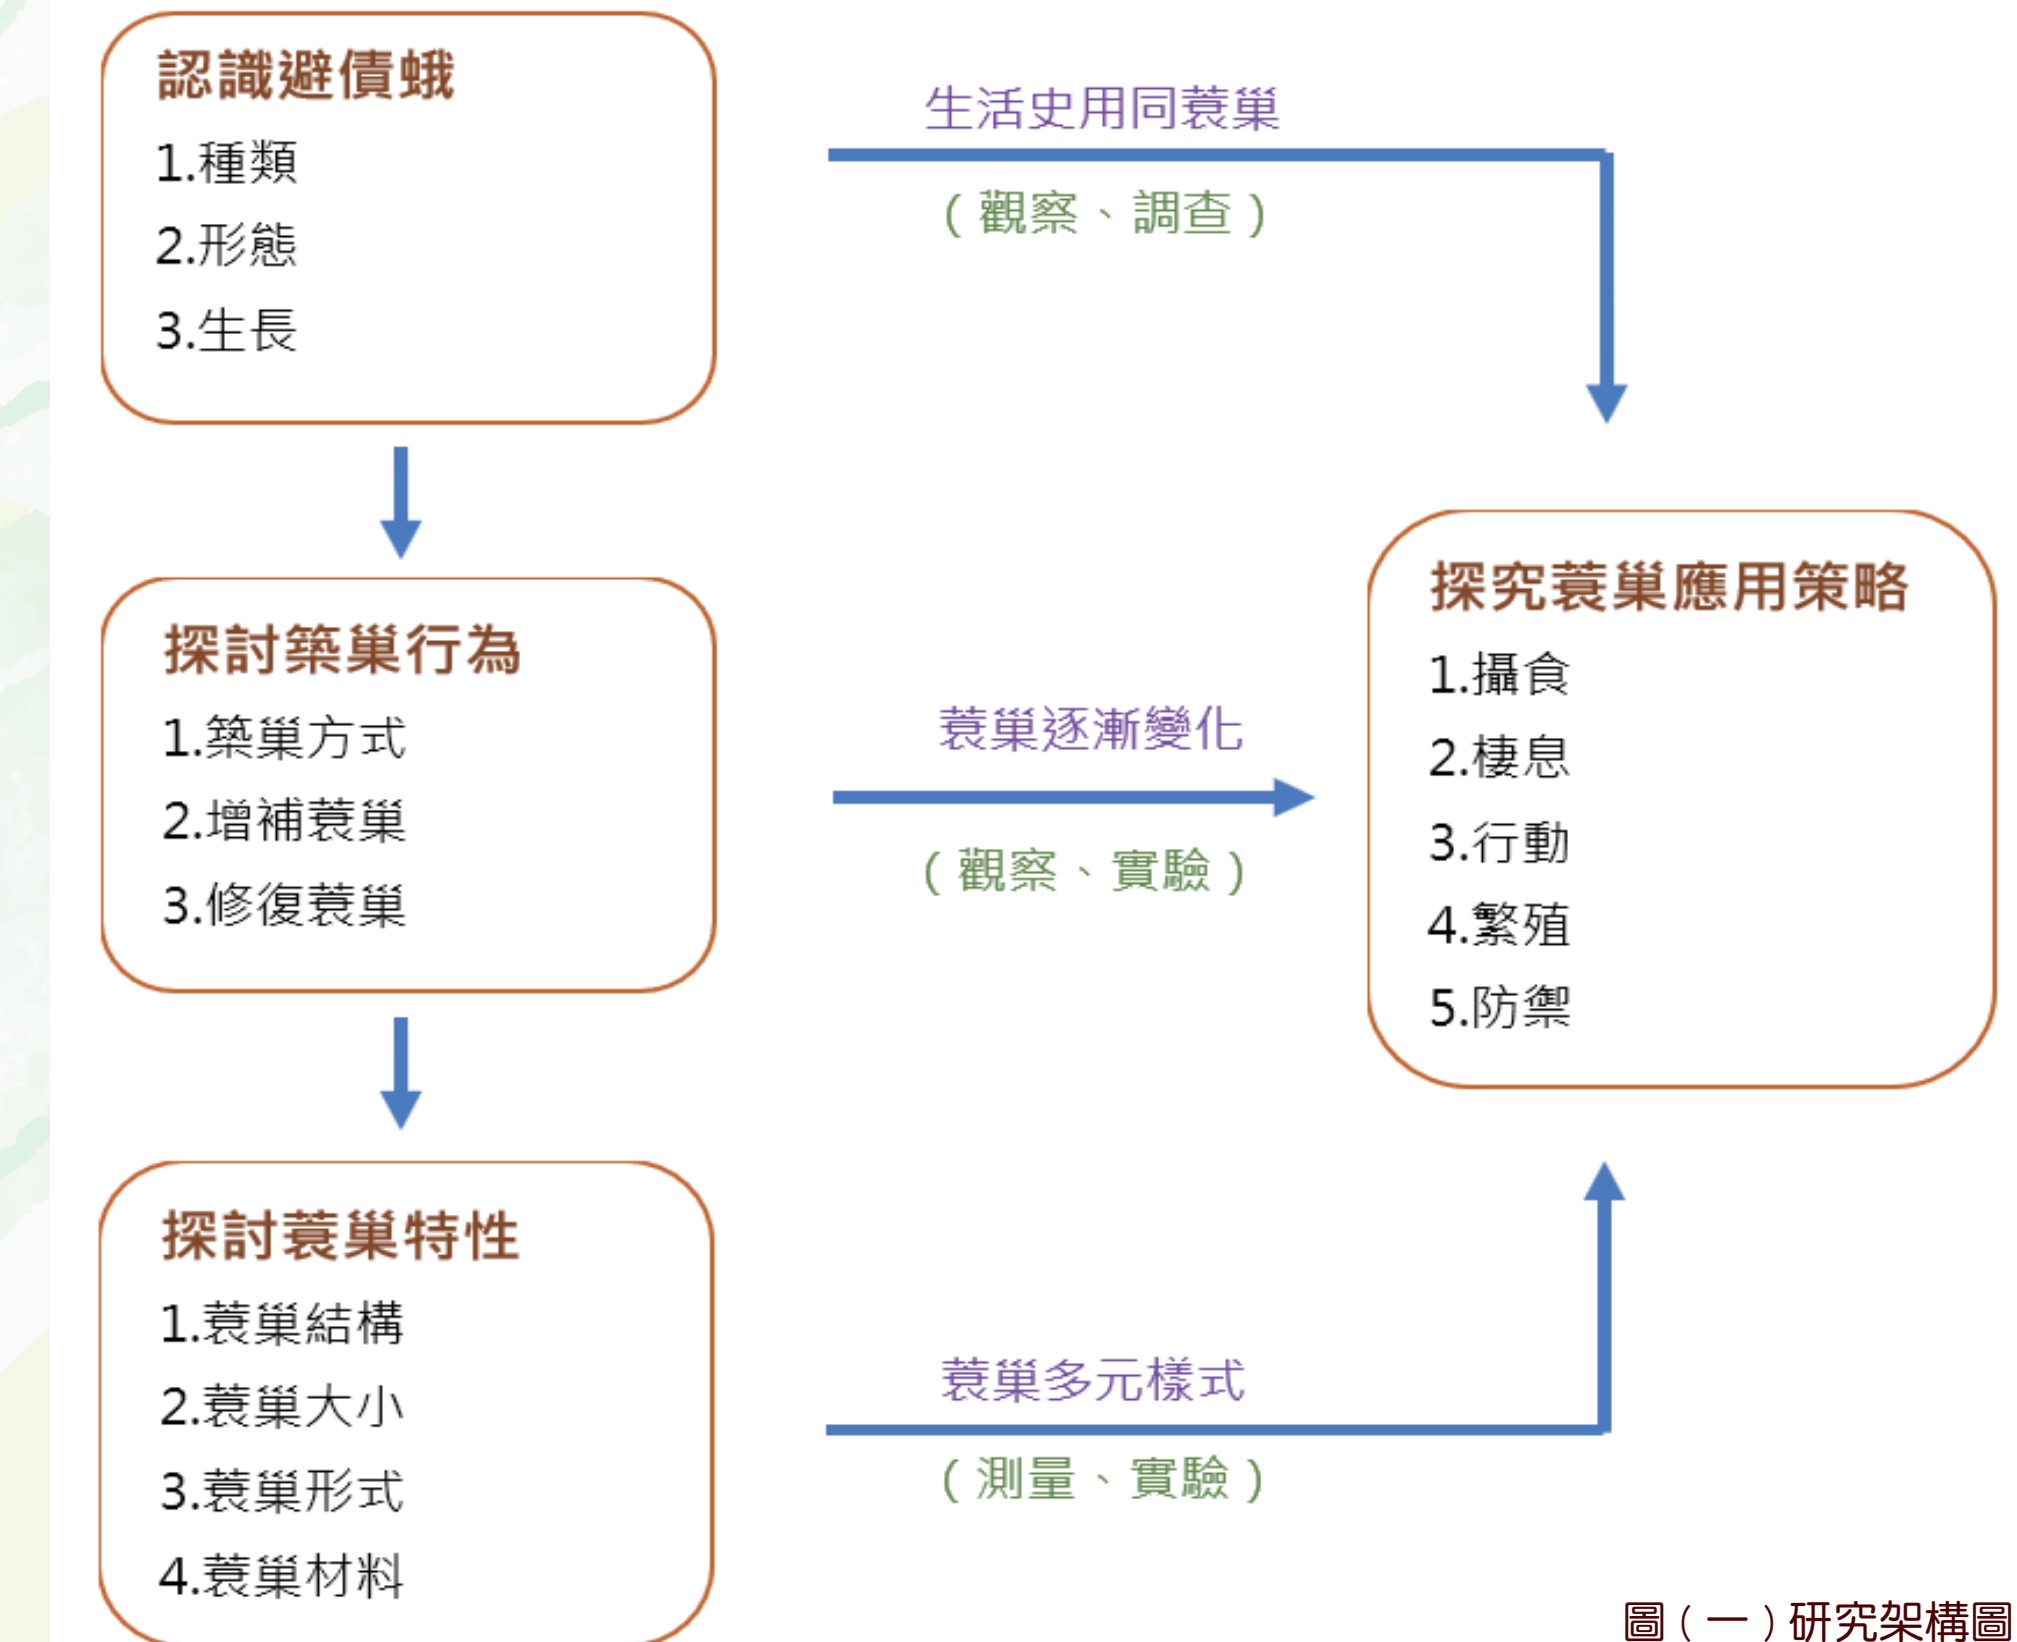 認識避債蛾
1.種類
2.形態
3.生長
生活史用同蓑巢
(觀察、調查)
探討築巢行為
1.築巢方式
2.增補蓑巢
3.修復蓑巢
蓑巢逐漸變化
(觀察、實驗)
探究蓑巢應用策略
1.攝食
2.棲息
3.行動
4.繁殖
5.防禦
探討蓑巢特性
1.蓑巢結構
2.蓑巢大小
3.蓑巢形式
4.蓑巢材料
蓑巢多元樣式
(測量、實驗)
圖(一)研究架構圖